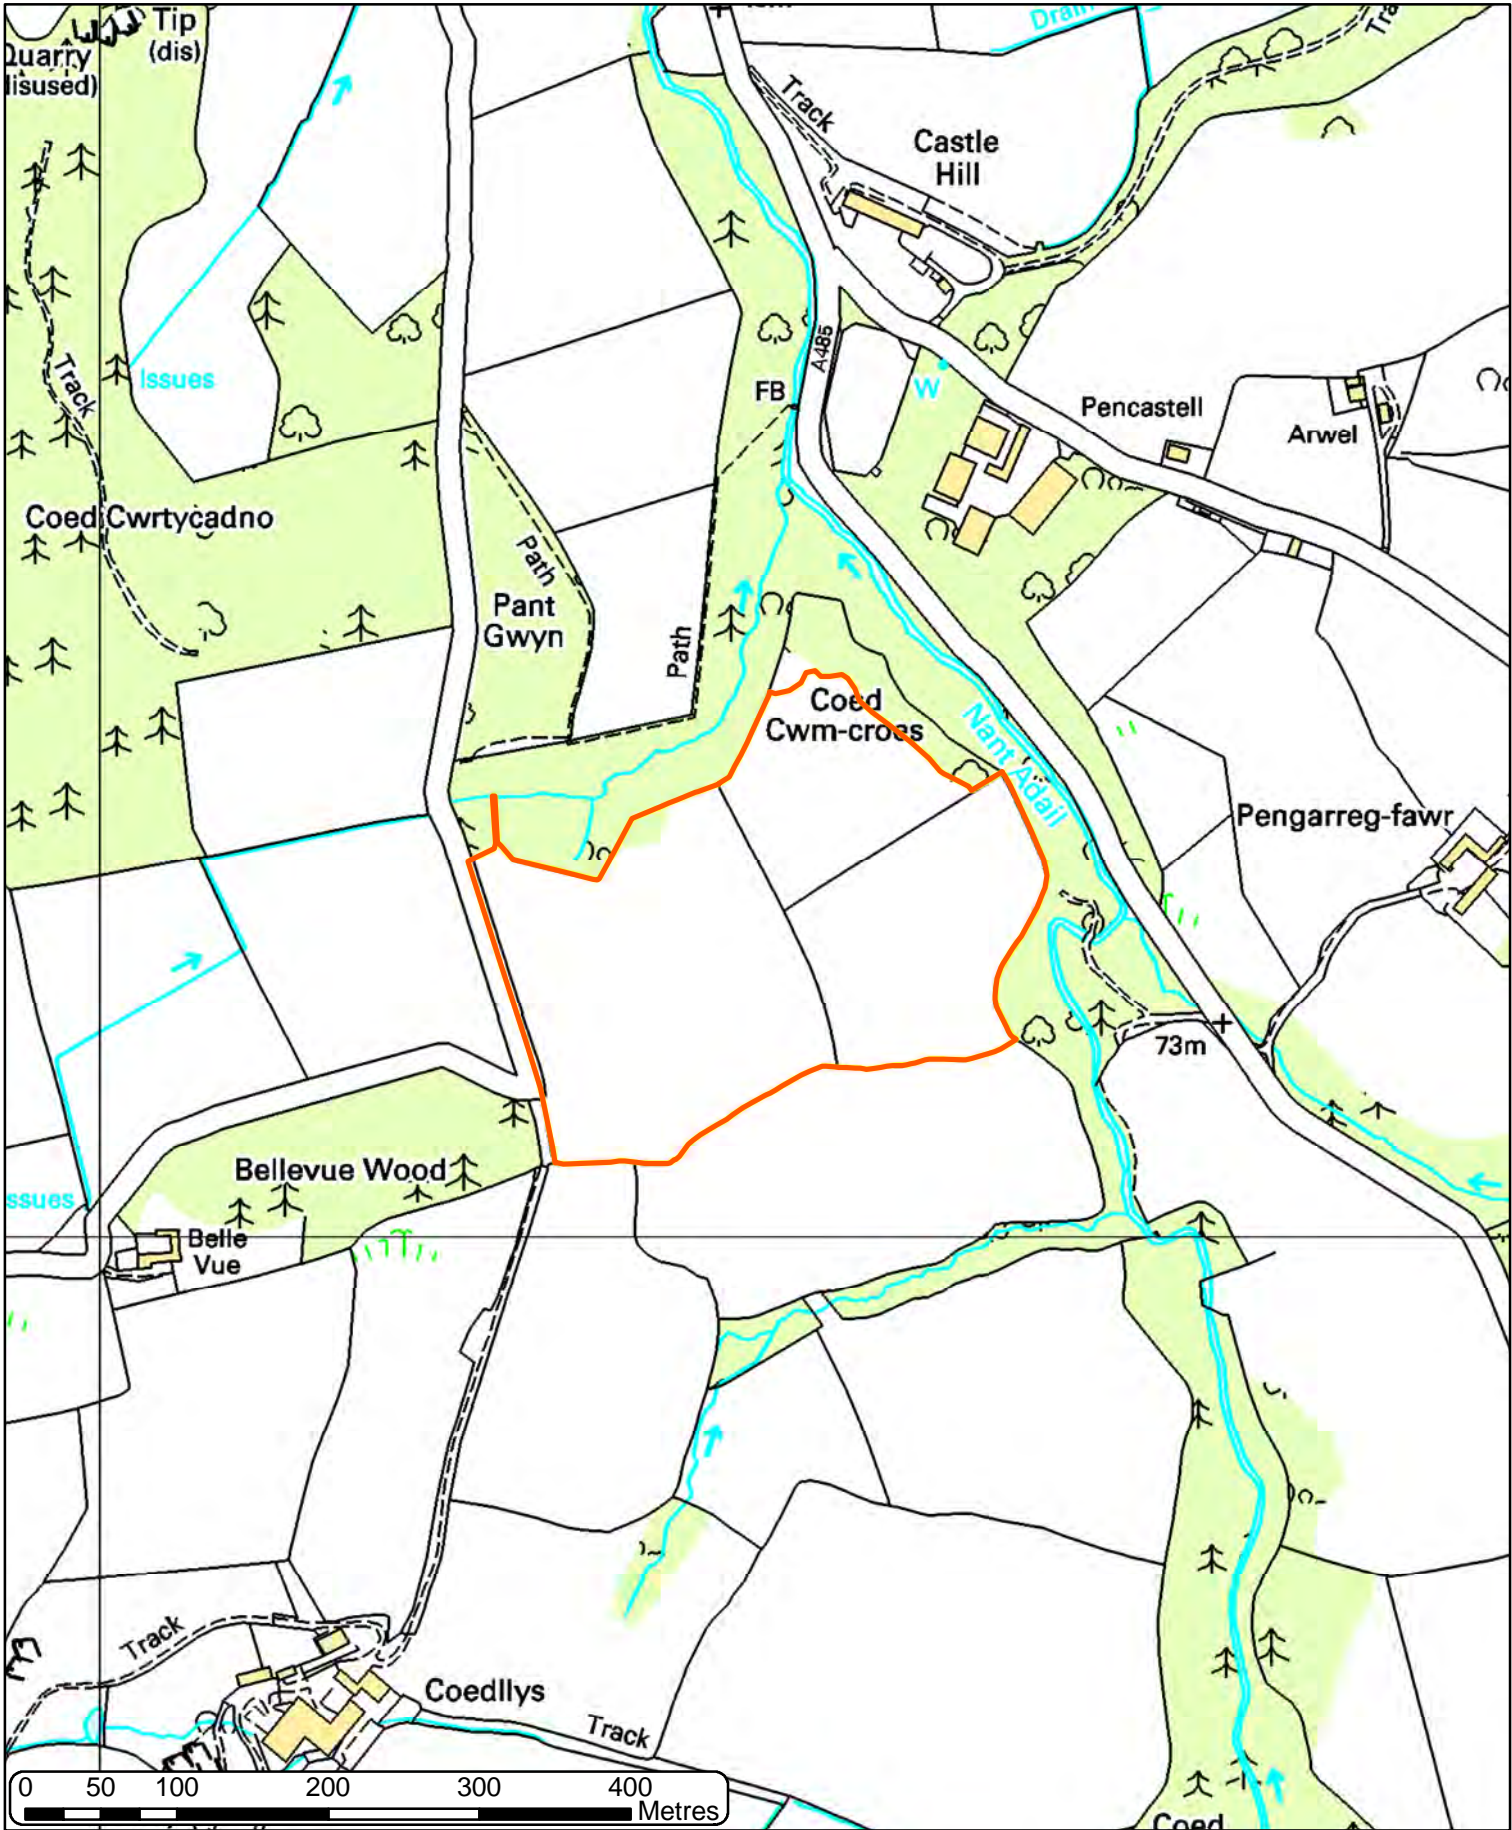 Tip
(dis)
Quarry
Drain
Track
Castle
Hill
Issues
Track
A485
FB
W
Pencastell
Arwel
Coed Cwrtycadno
Path
Pant
Gwyn
Path
Coed
Cwm-croes
Nant Adail
Pengarreg-fawr
73m
Bellevue Wood
Belle
Vue
Track
Coedllys
Track
0 50 100 200 300 400
Metres
Coed